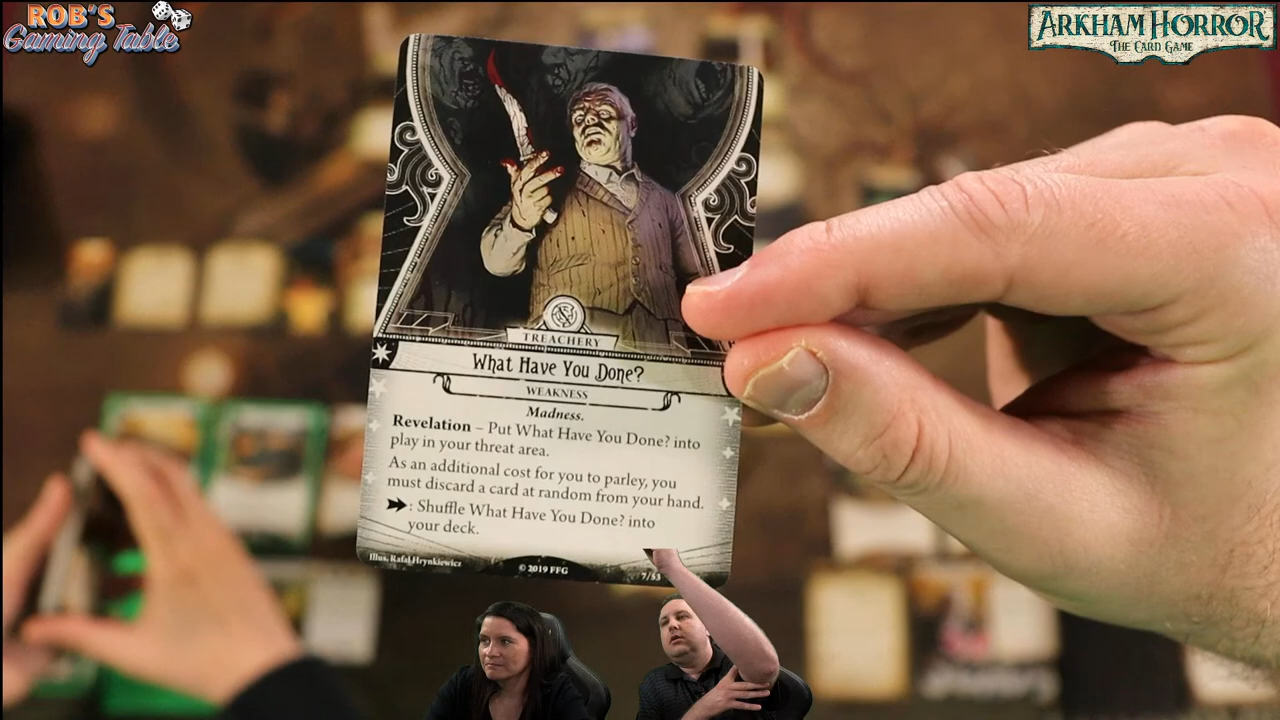 ROB'S
Gaming Table
ARKHAM HORROR
THE CARD GAME
TREACHERY
What Have You Done?
WEAKNESS
Madness.
Revelation – Put What Have You Done? into
play in your threat area.
As an additional cost for you to parley, you
must discard a card at random from your hand.
: Shuffle What Have You Done? into
your deck.
Illus. Rafał Hrynkiewicz
© 2019 FFG
7/53